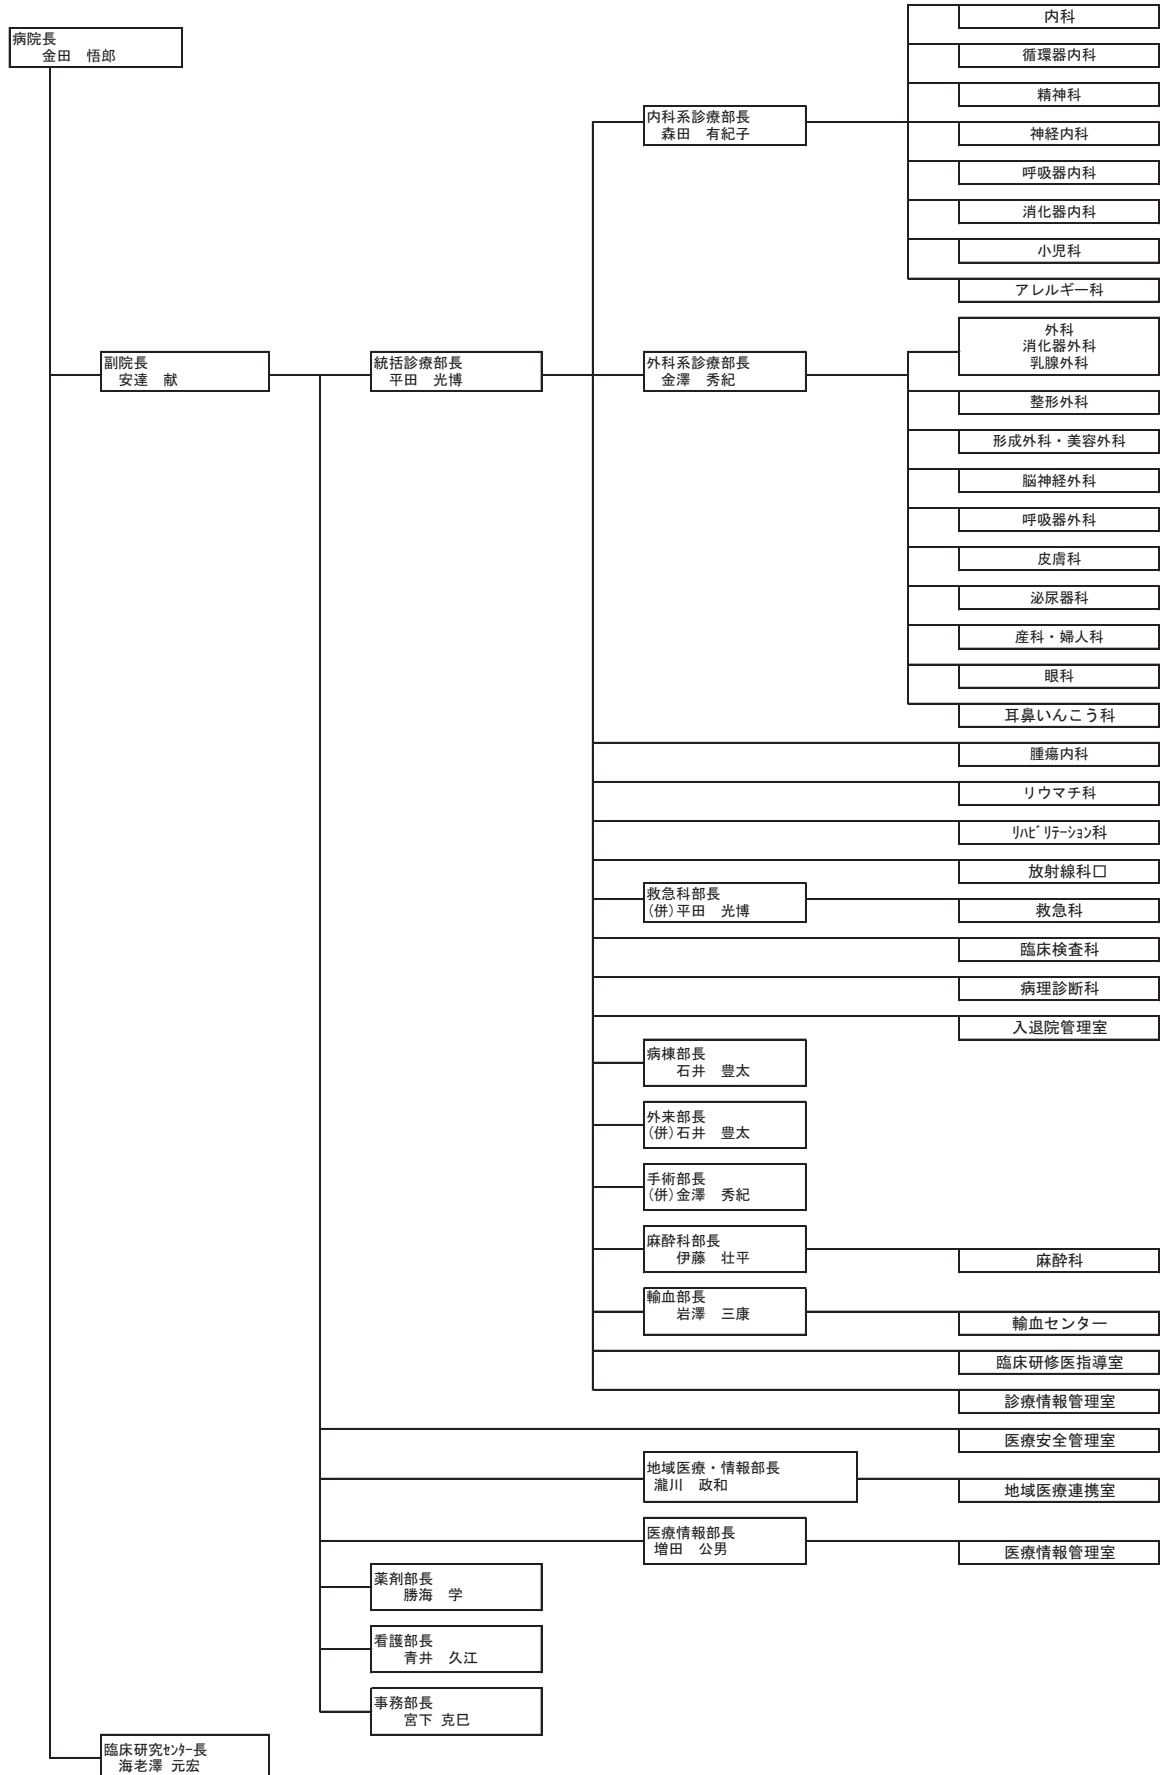 病院長
金田　悟郎
副院長
安達　献
統括診療部長
平田　光博
内科系診療部長
森田　有紀子
内科
循環器内科
精神科
神経内科
呼吸器内科
消化器内科
小児科
アレルギー科
外科系診療部長
金澤　秀紀
外科
消化器外科
乳腺外科
整形外科
形成外科・美容外科
脳神経外科
呼吸器外科
皮膚科
泌尿器科
産科・婦人科
眼科
耳鼻いんこう科
腫瘍内科
リウマチ科
ﾘﾊﾋﾞﾘﾃｰｼｮﾝ科
放射線科口
救急科部長
(併)平田　光博
救急科
臨床検査科
病理診断科
入退院管理室
病棟部長
石井　豊太
外来部長
(併)石井　豊太
手術部長
(併)金澤　秀紀
麻酔科部長
伊藤　壮平
麻酔科
輸血部長
岩澤　三康
輸血センター
臨床研修医指導室
診療情報管理室
医療安全管理室
地域医療・情報部長
瀧川　政和
地域医療連携室
医療情報部長
増田　公男
医療情報管理室
薬剤部長
勝海　学
看護部長
青井　久江
事務部長
宮下 克巳
臨床研究ｾﾝﾀｰ長
海老澤 元宏